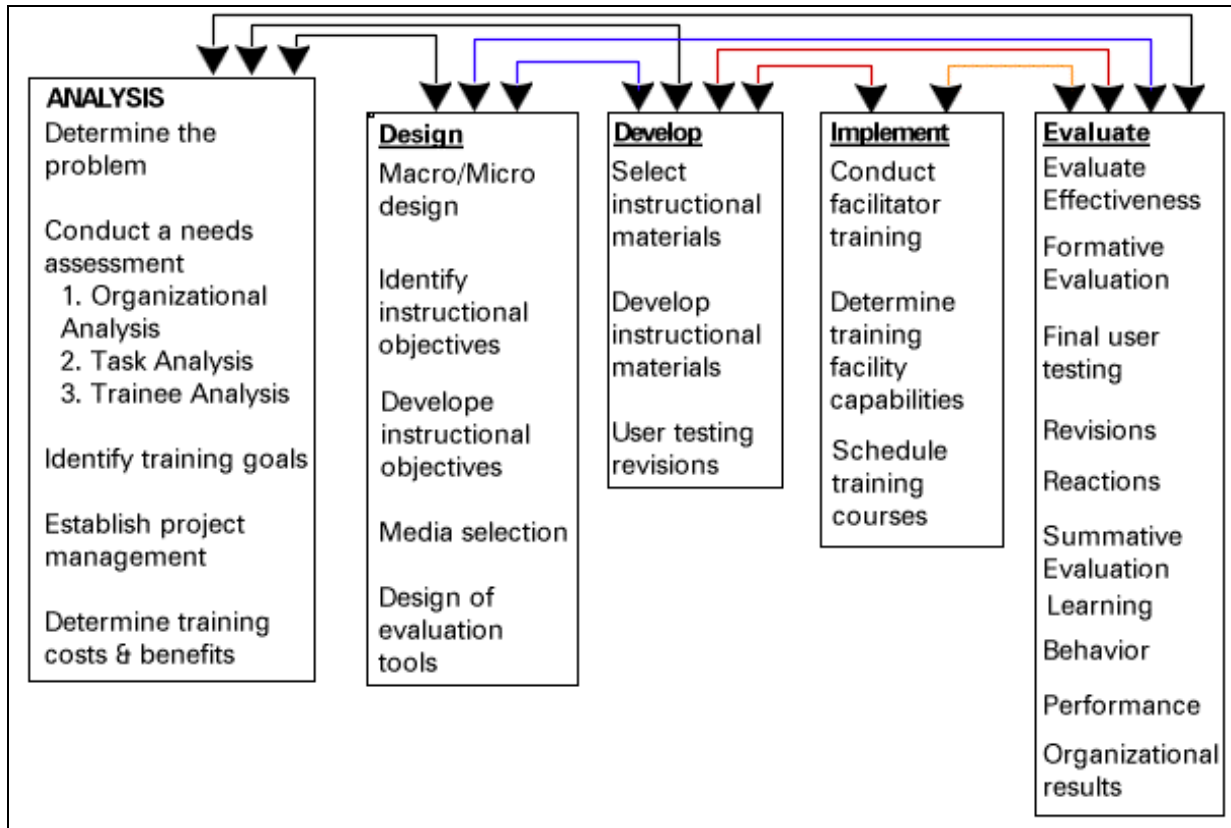 ANALYSIS
Determine the
problem
Conduct a needs
assessment
1. Organizational
Analysis
2. Task Analysis
3. Trainee Analysis
Identify training goals
Establish project
management
Determine training
costs & benefits
Design
Macro/Micro
design
Identify
instructional
objectives
Develope
instructional
objectives
Media selection
Design of
evaluation
tools
Develop
Select
instructional
materials
Develop
instructional
materials
User testing
revisions
Implement
Conduct
facilitator
training
Determine
training
facility
capabilities
Schedule
training
courses
Evaluate
Evaluate
Effectiveness
Formative
Evaluation
Final user
testing
Revisions
Reactions
Summative
Evaluation
Learning
Behavior
Performance
Organizational
results